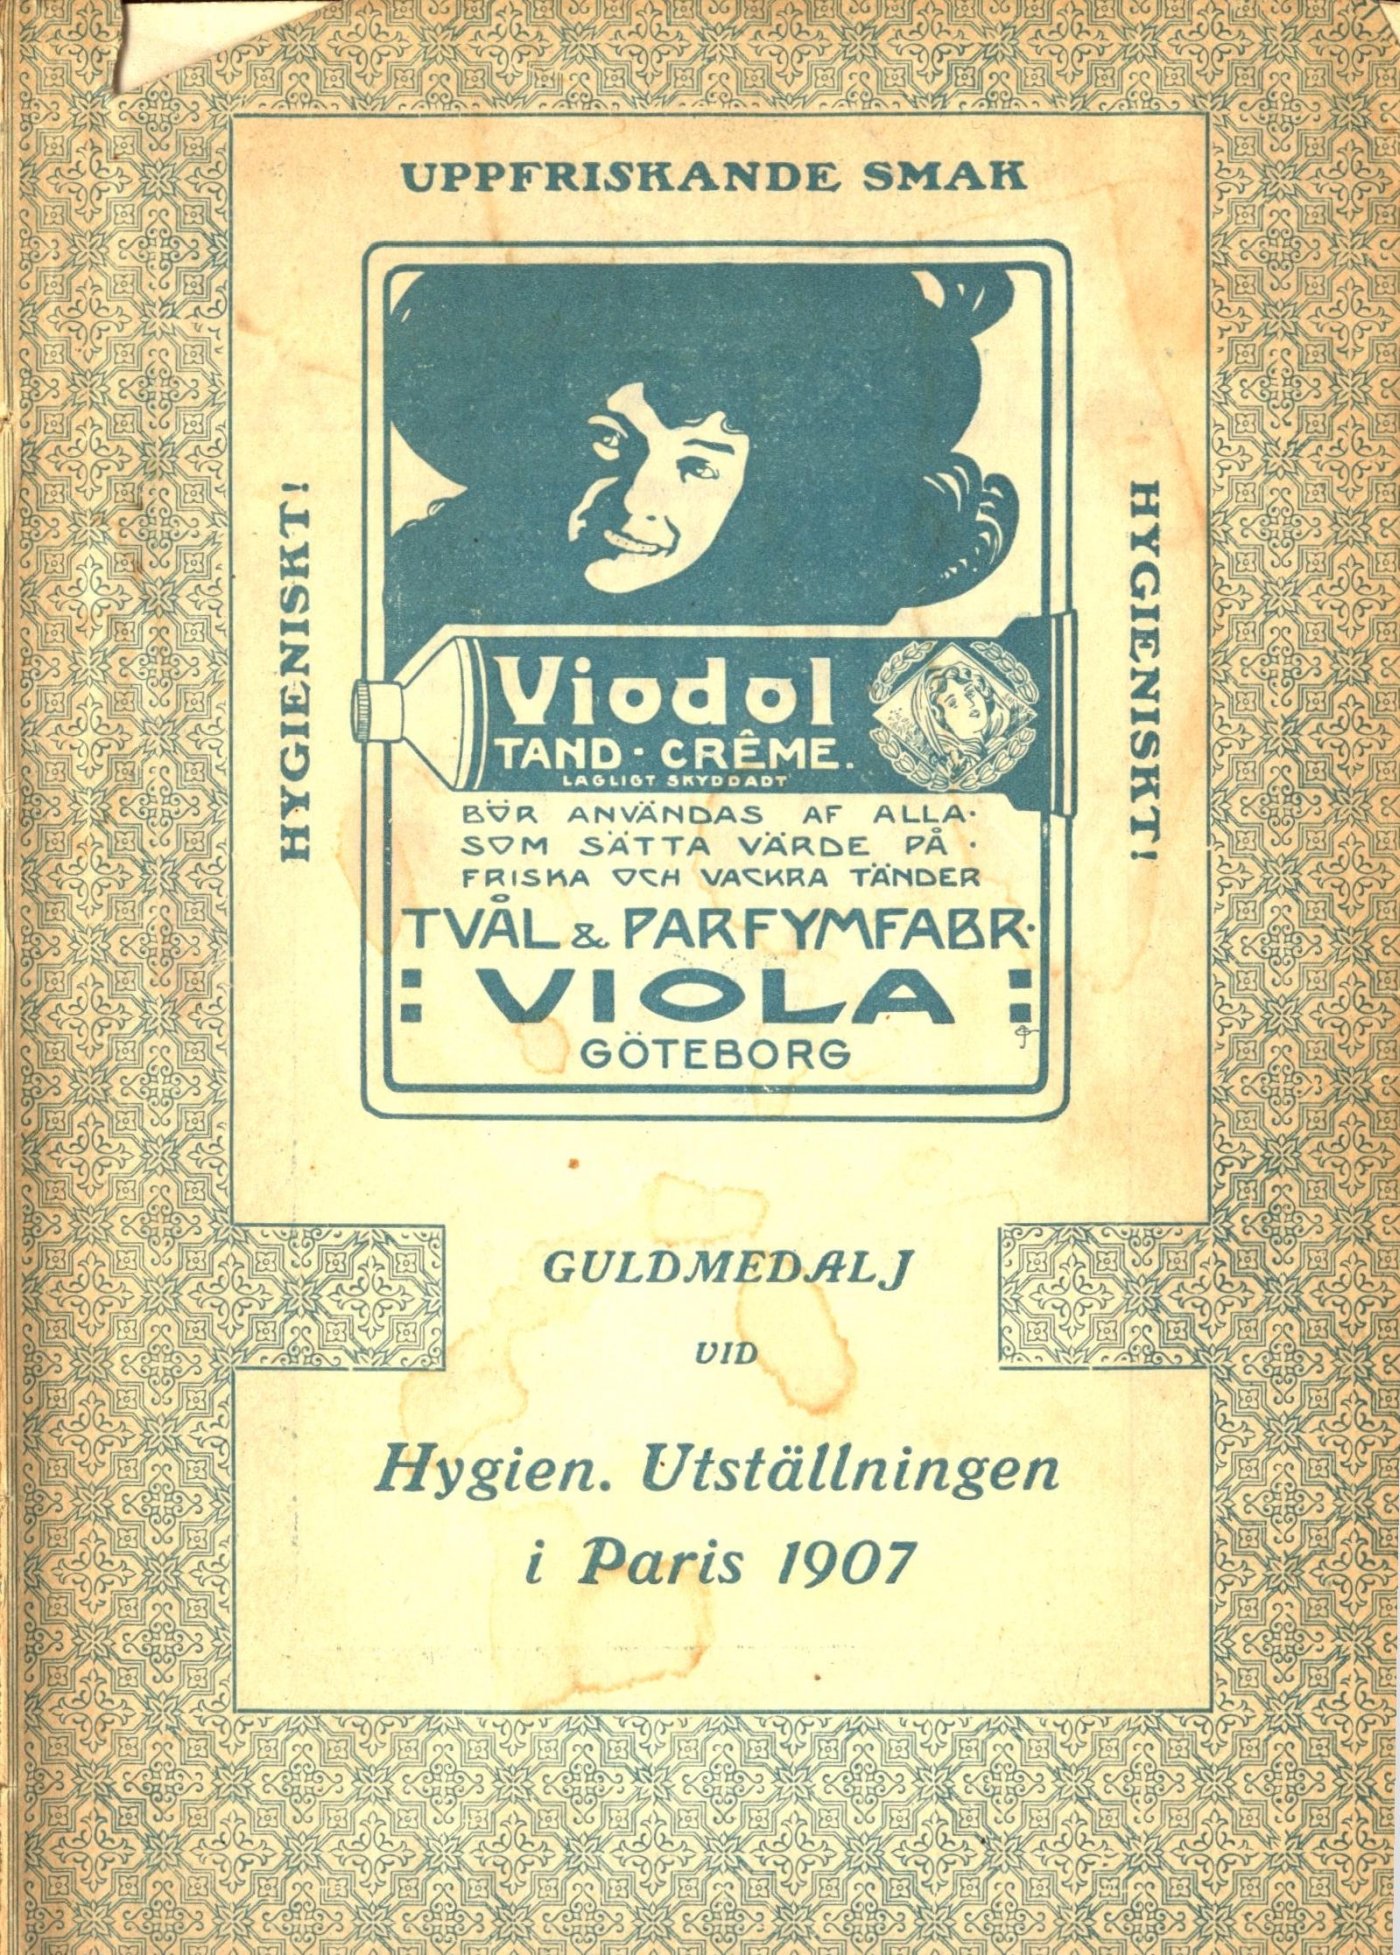 UPPFRISKANDE SMAK
HYGIENISKT!
HYGIENISKT!
Viodol
TAND-CRÊME.
LAGLIGT SKYDDADT
BÖR ANVÄNDAS AF ALLA·
SOM SÄTTA VÄRDE PÅ ·
FRISKA OCH VACKRA TÄNDER
TVÅL & PARFYMFABR·
: VIOLA :
GÖTEBORG
GULDMEDALJ
VID
Hygien. Utställningen
i Paris 1907